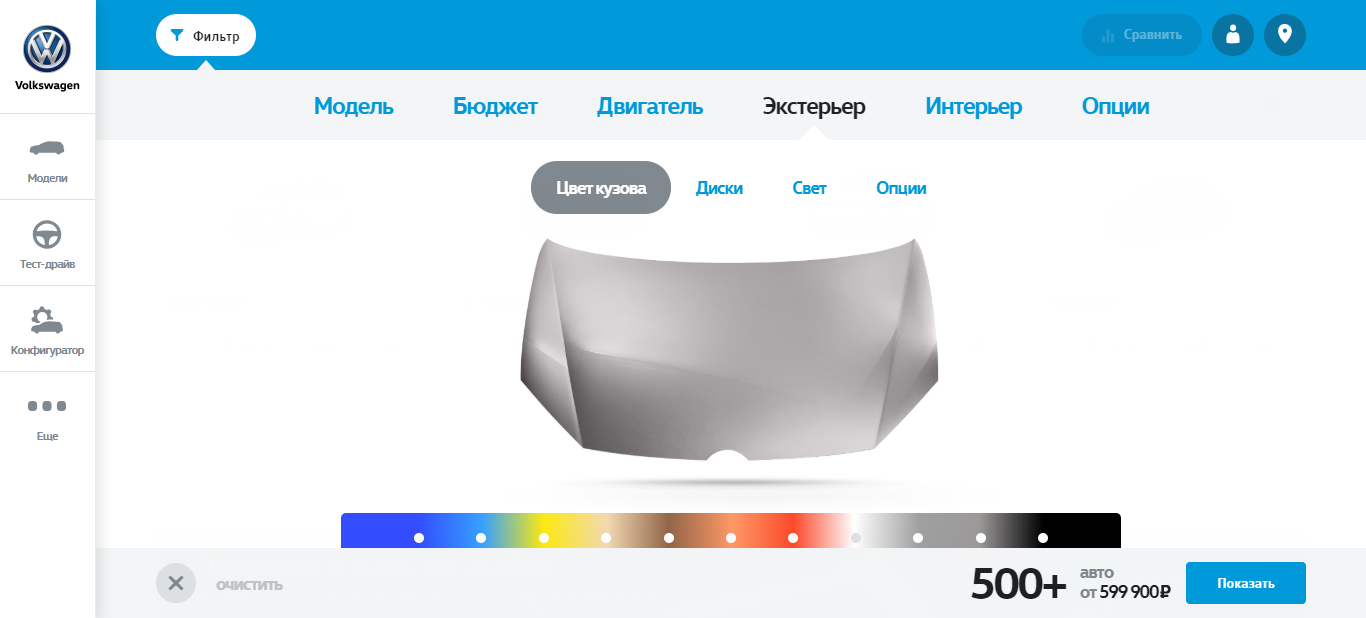 Фильтр
Сравнить
Volkswagen
Модель Бюджет Двигатель Экстерьер Интерьер Опции
Модели
Тест-драйв
Конфигуратор
Еще
Цвет кузова Диски Свет Опции
очистить
500+
авто
от 599 900₽
Показать